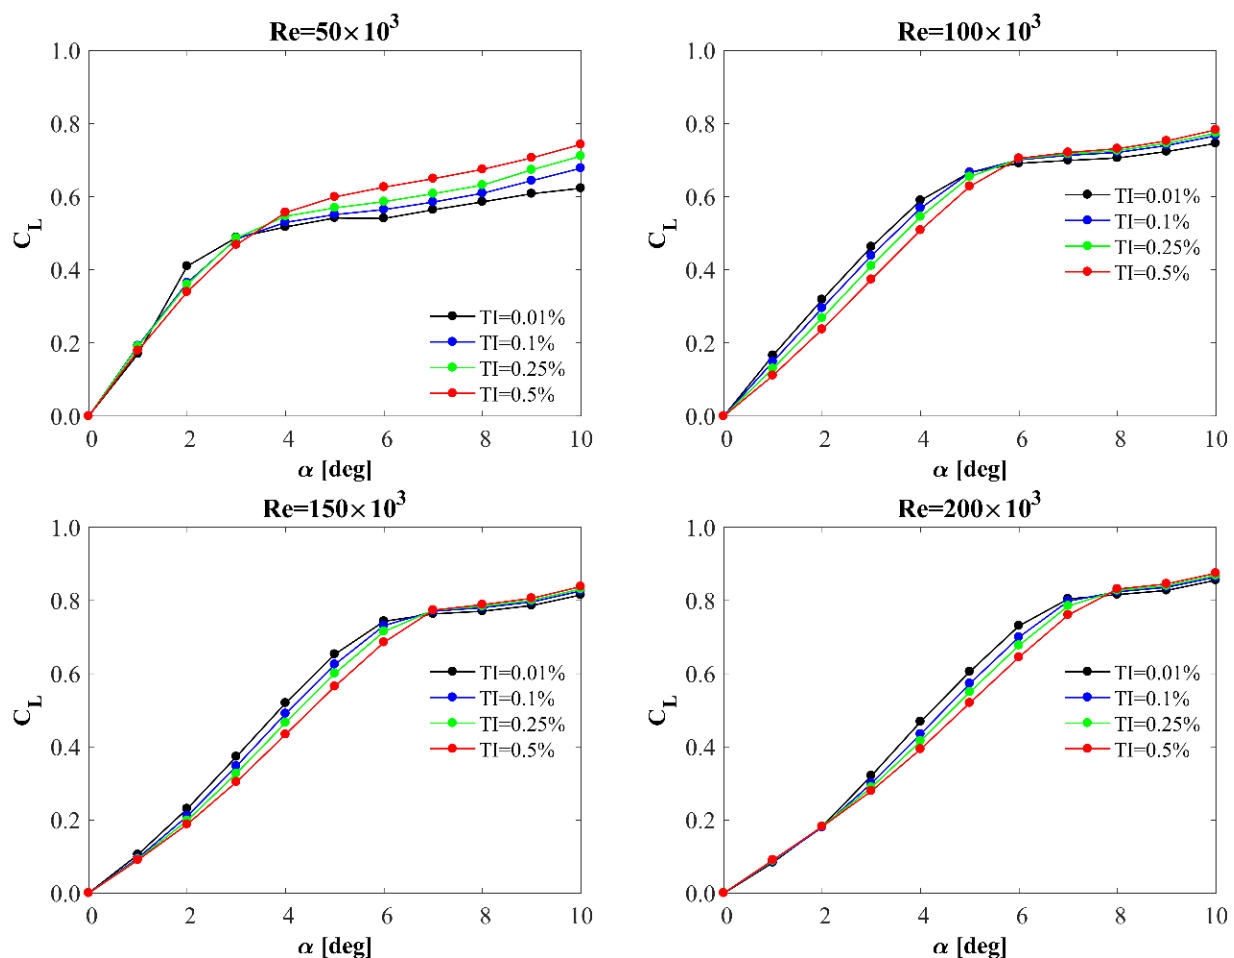 Re=50×10³
1.0
0.8
0.6
0.4
0.2
0.0
C_L
0 2 4 6 8 10
α [deg]
TI=0.01%
TI=0.1%
TI=0.25%
TI=0.5%
Re=100×10³
1.0
0.8
0.6
0.4
0.2
0.0
C_L
0 2 4 6 8 10
α [deg]
TI=0.01%
TI=0.1%
TI=0.25%
TI=0.5%
Re=150×10³
1.0
0.8
0.6
0.4
0.2
0.0
C_L
0 2 4 6 8 10
α [deg]
TI=0.01%
TI=0.1%
TI=0.25%
TI=0.5%
Re=200×10³
1.0
0.8
0.6
0.4
0.2
0.0
C_L
0 2 4 6 8 10
α [deg]
TI=0.01%
TI=0.1%
TI=0.25%
TI=0.5%